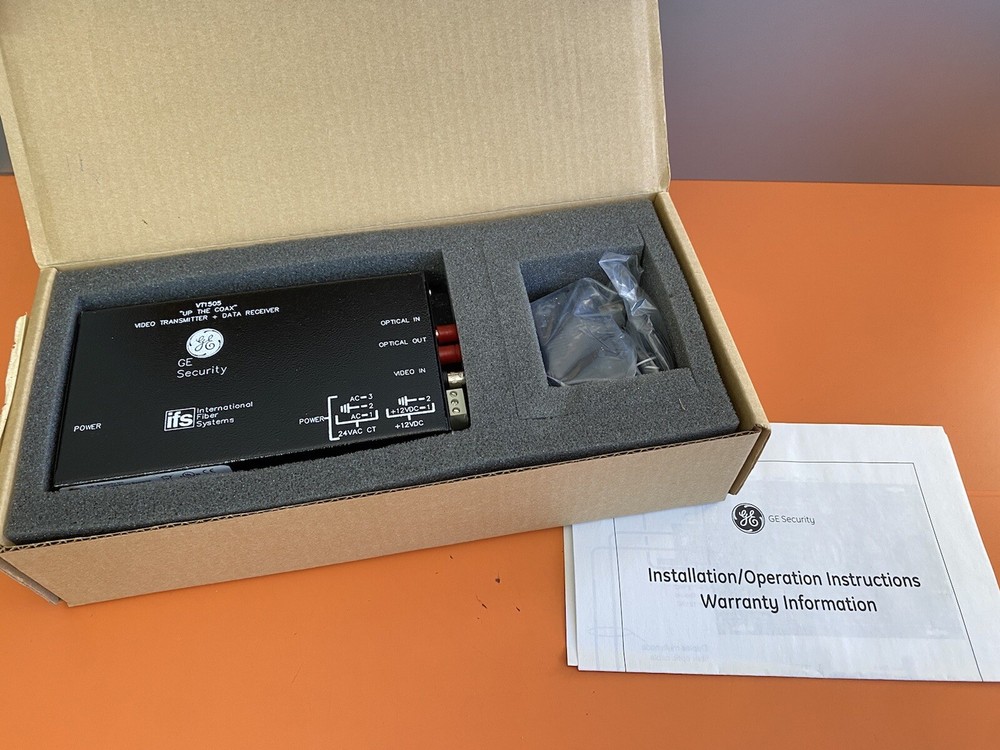 VT1505
"UP THE COAX"
VIDEO TRANSMITTER + DATA RECEIVER
GE
GE
Security
ifs International
Fiber
Systems
POWER
OPTICAL IN
OPTICAL OUT
VIDEO IN
POWER
AC-3
2
AC-1
24VAC CT
2
+12VDC-1
+12VDC
GE GE Security
Installation/Operation Instructions
Warranty Information